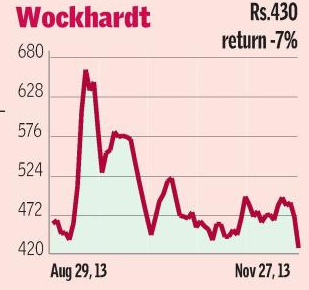 Wockhardt
Rs.430
return -7%
680
628
576
524
472
420
Aug 29, 13
Nov 27, 13